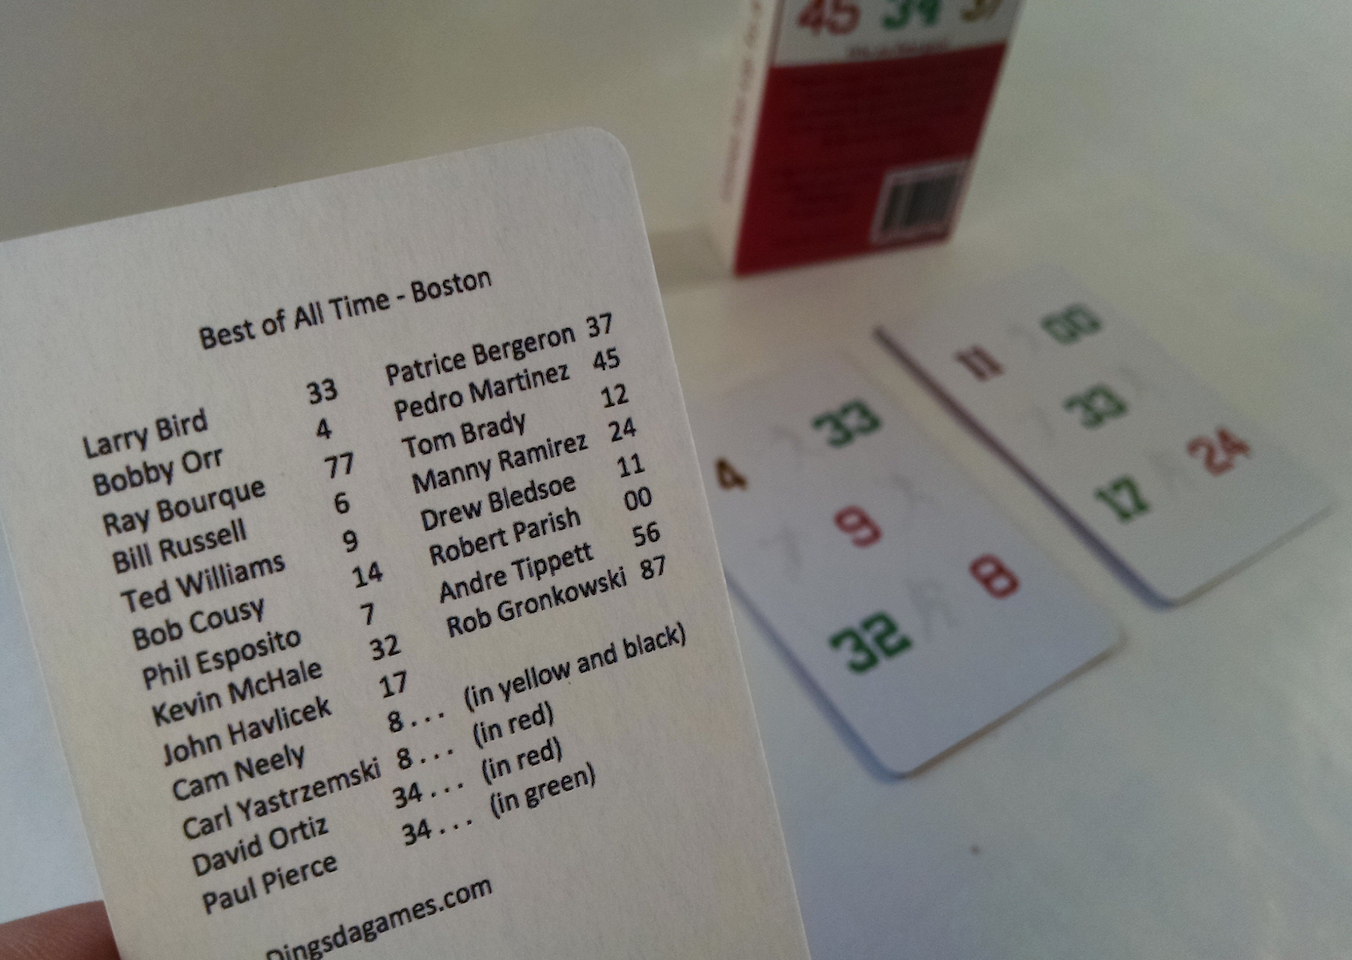 Best of All Time - Boston
Larry Bird 33
Bobby Orr 4
Ray Bourque 77
Bill Russell 6
Ted Williams 9
Bob Cousy 14
Phil Esposito 7
Kevin McHale 32
John Havlicek 17
Cam Neely 8 . . . (in yellow and black)
Carl Yastrzemski 8 . . . (in red)
David Ortiz 34 . . . (in red)
Paul Pierce 34 . . . (in green)
Patrice Bergeron 37
Pedro Martinez 45
Tom Brady 12
Manny Ramirez 24
Drew Bledsoe 11
Robert Parish 00
Andre Tippett 56
Rob Gronkowski 87
Dingsdagames.com
45 34 37
4 33
9
32 8
11 00
33
17 24